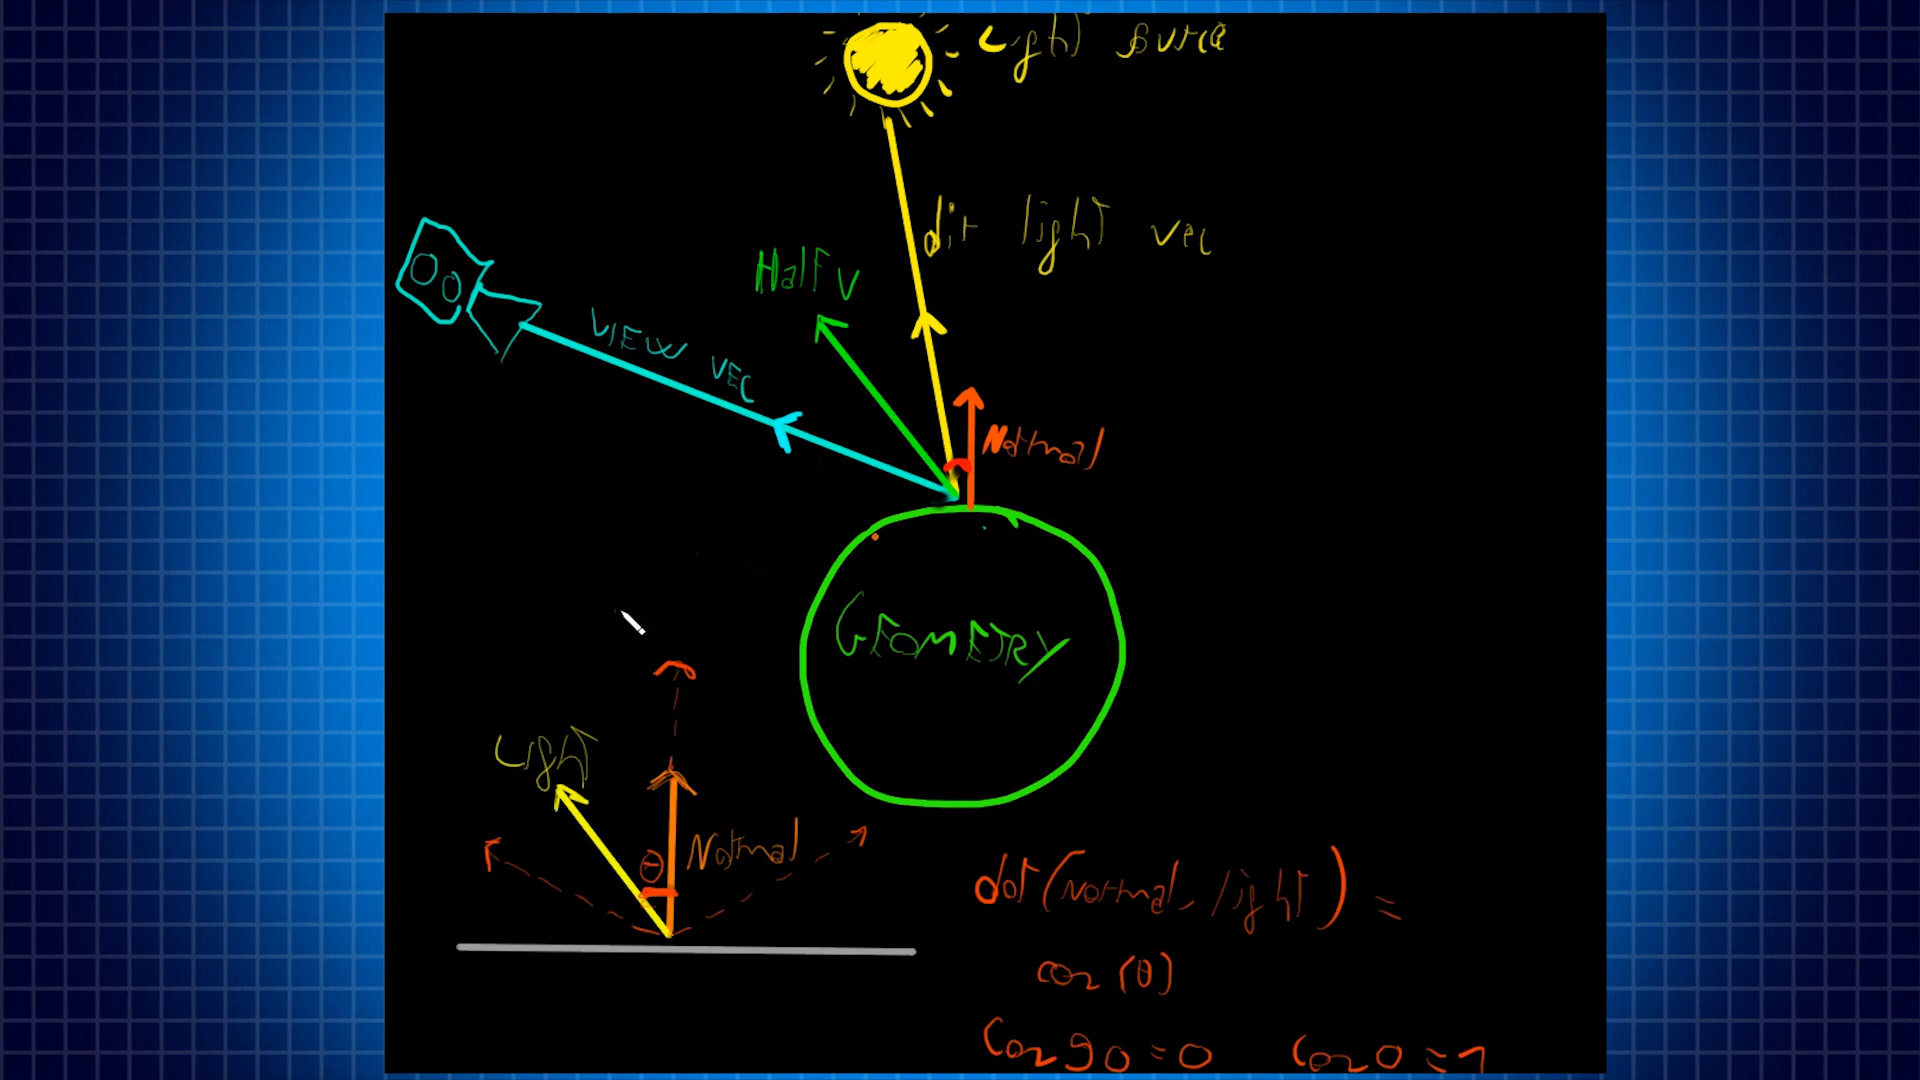 Light source
dir light vec
Half V
VIEW VEC
Normal
GEOMETRY
Light
θ
Normal
dot(normal, light) =
cos(θ)
Cos 90 = 0 Cos 0 = 1